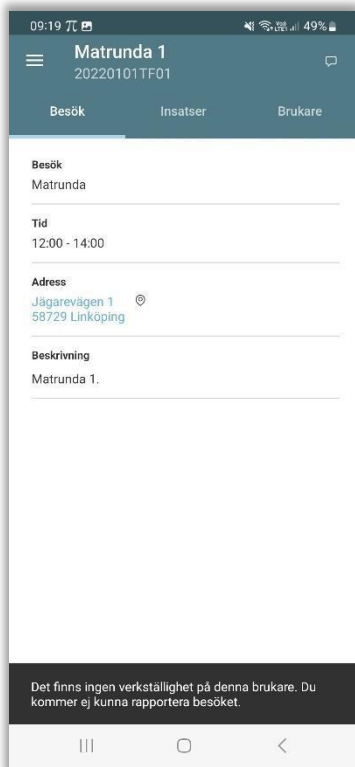 09:19 49%
Matrunda 1
20220101TF01
Besök Insatser Brukare
Besök
Matrunda
Tid
12:00 - 14:00
Adress
Jägarevägen 1
58729 Linköping
Beskrivning
Matrunda 1.
Det finns ingen verkställighet på denna brukare. Du
kommer ej kunna rapportera besöket.